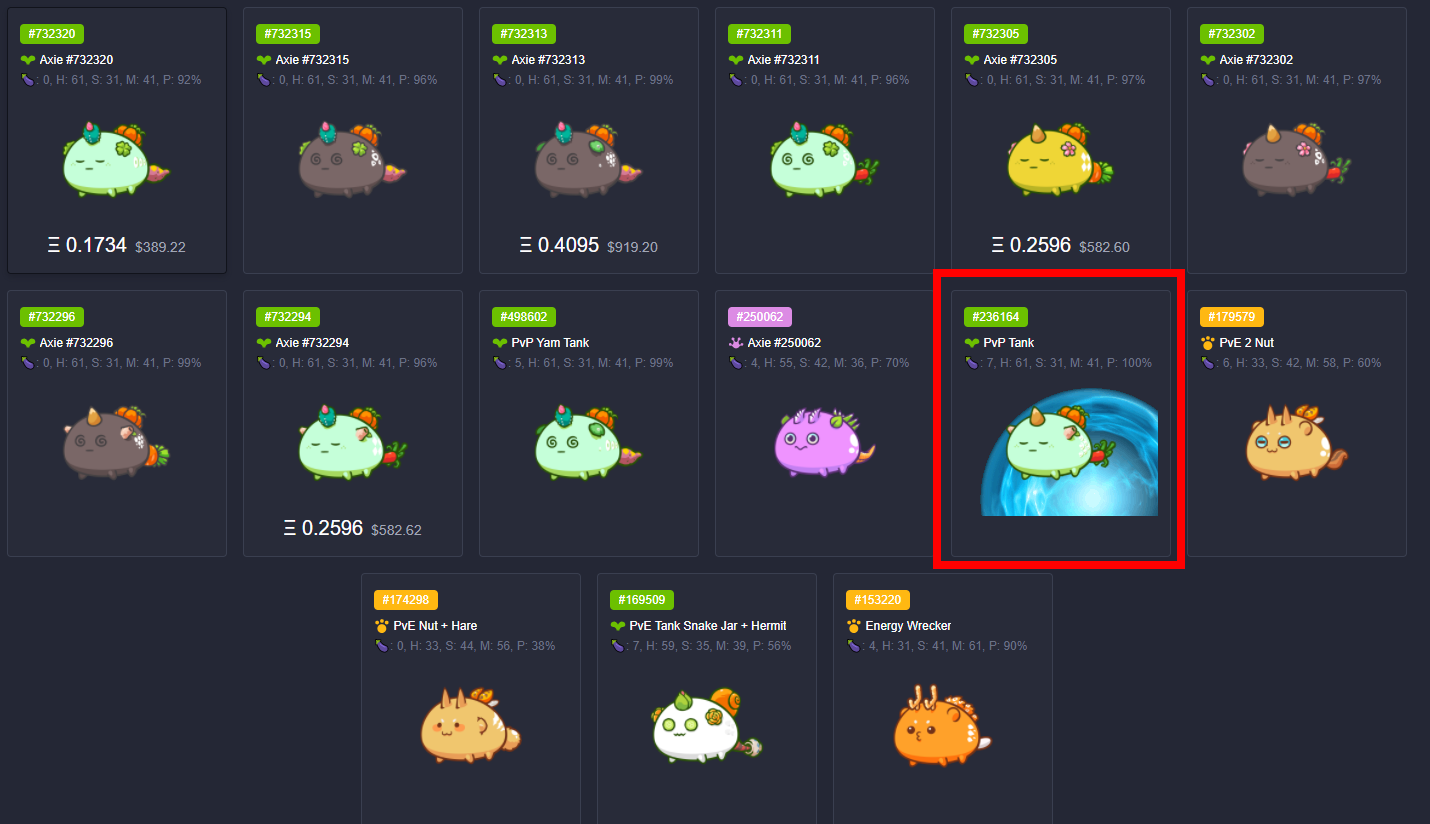 #732320
Axie #732320
: 0, H: 61, S: 31, M: 41, P: 92%
Ξ 0.1734 $389.22
#732315
Axie #732315
: 0, H: 61, S: 31, M: 41, P: 96%
#732313
Axie #732313
: 0, H: 61, S: 31, M: 41, P: 99%
Ξ 0.4095 $919.20
#732311
Axie #732311
: 0, H: 61, S: 31, M: 41, P: 96%
#732305
Axie #732305
: 0, H: 61, S: 31, M: 41, P: 97%
Ξ 0.2596 $582.60
#732302
Axie #732302
: 0, H: 61, S: 31, M: 41, P: 97%
#732296
Axie #732296
: 0, H: 61, S: 31, M: 41, P: 99%
#732294
Axie #732294
: 0, H: 61, S: 31, M: 41, P: 96%
Ξ 0.2596 $582.62
#498602
PvP Yam Tank
: 5, H: 61, S: 31, M: 41, P: 99%
#250062
Axie #250062
: 4, H: 55, S: 42, M: 36, P: 70%
#236164
PvP Tank
: 7, H: 61, S: 31, M: 41, P: 100%
#179579
PvE 2 Nut
: 6, H: 33, S: 42, M: 58, P: 60%
#174298
PvE Nut + Hare
: 0, H: 33, S: 44, M: 56, P: 38%
#169509
PvE Tank Snake Jar + Hermit
: 7, H: 59, S: 35, M: 39, P: 56%
#153220
Energy Wrecker
: 4, H: 31, S: 41, M: 61, P: 90%